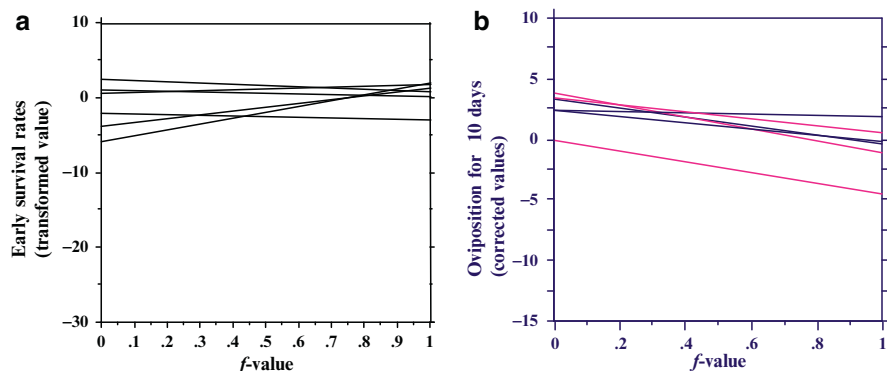 a
Early survival rates
(transformed value)
10
0
–10
–20
–30
0 .1 .2 .3 .4 .5 .6 .7 .8 .9 1
f-value
b
Oviposition for 10 days
(corrected values)
10
5
0
–5
–10
–15
0 .2 .4 .6 .8 1
f-value